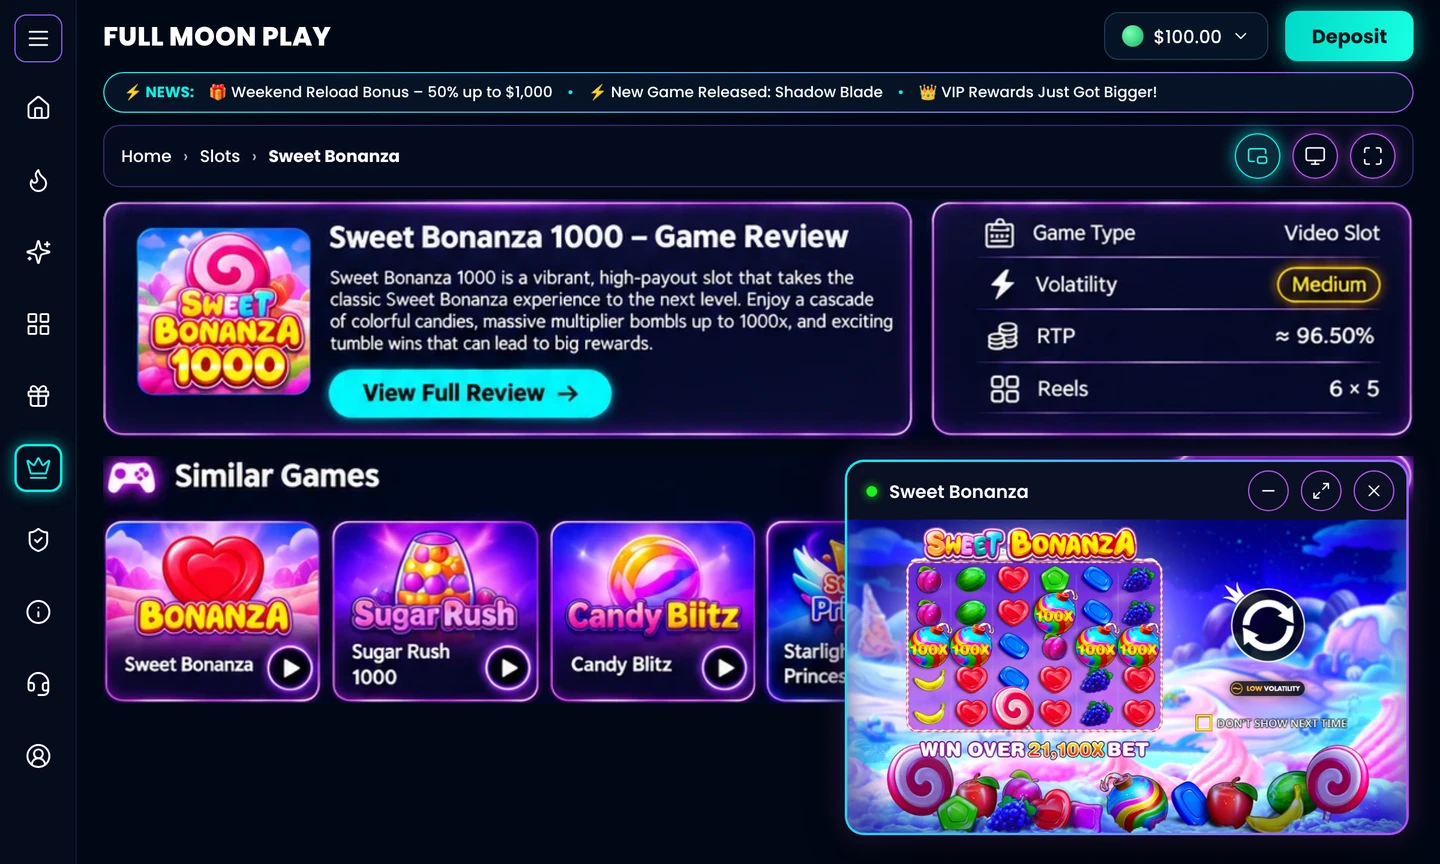 FULL MOON PLAY
$100.00
Deposit
⚡ NEWS: 🎁 Weekend Reload Bonus – 50% up to $1,000 • ⚡ New Game Released: Shadow Blade • 👑 VIP Rewards Just Got Bigger!
Home › Slots › Sweet Bonanza
SWEET
BONANZA
1000
Sweet Bonanza 1000 – Game Review
Sweet Bonanza 1000 is a vibrant, high-payout slot that takes the
classic Sweet Bonanza experience to the next level. Enjoy a cascade
of colorful candies, massive multiplier bombls up to 1000x, and exciting
tumble wins that can lead to big rewards.
View Full Review →
Game Type Video Slot
Volatility Medium
RTP ≈ 96.50%
Reels 6 × 5
Similar Games
BONANZA
Sweet Bonanza
Sugar Rush
Sugar Rush
1000
Candy Blitz
Candy Blitz
St
Pri
Starligh
Princes
Sweet Bonanza
SWEET BONANZA
100X
100X 100X 100X 100X
LOW VOLATILITY
DON'T SHOW NEXT TIME
WIN OVER 21,100X BET